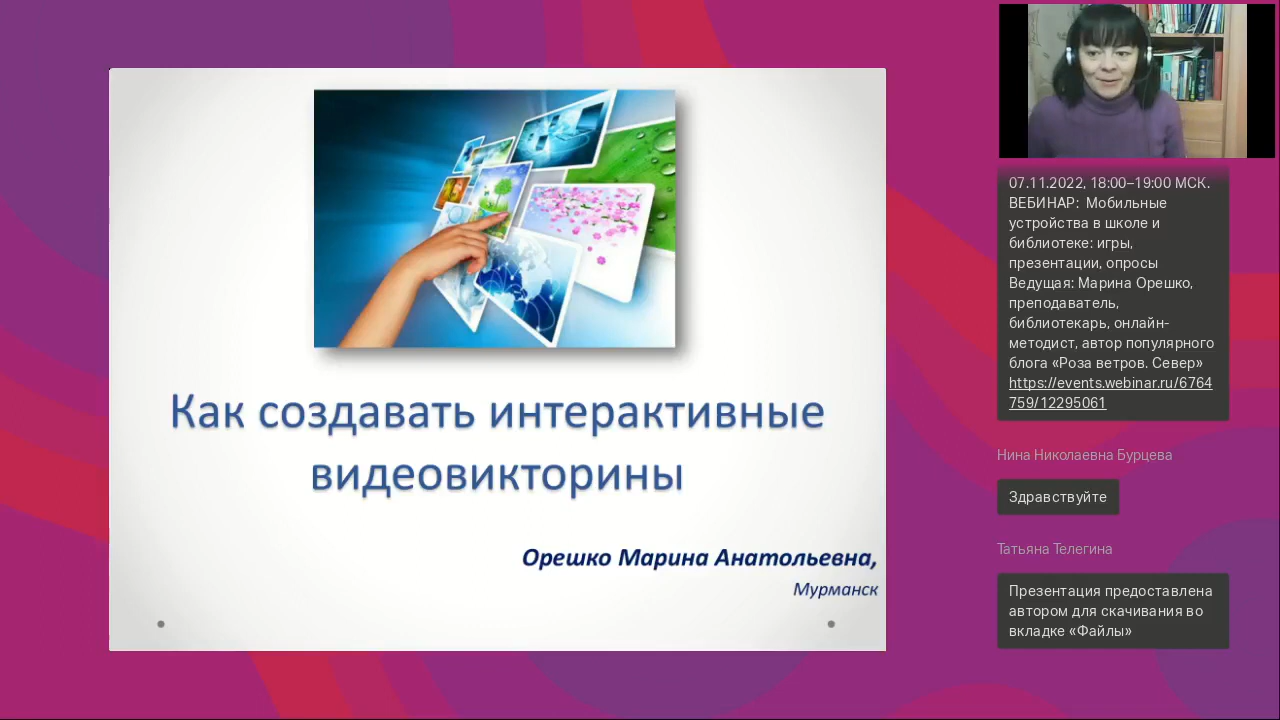 Как создавать интерактивные
видеовикторины
Орешко Марина Анатольевна,
Мурманск
07.11.2022, 18:00–19:00 МСК.
ВЕБИНАР: Мобильные
устройства в школе и
библиотеке: игры,
презентации, опросы
Ведущая: Марина Орешко,
преподаватель,
библиотекарь, онлайн-
методист, автор популярного
блога «Роза ветров. Север»
https://events.webinar.ru/6764
759/12295061
Нина Николаевна Бурцева
Здравствуйте
Татьяна Телегина
Презентация предоставлена
автором для скачивания во
вкладке «Файлы»